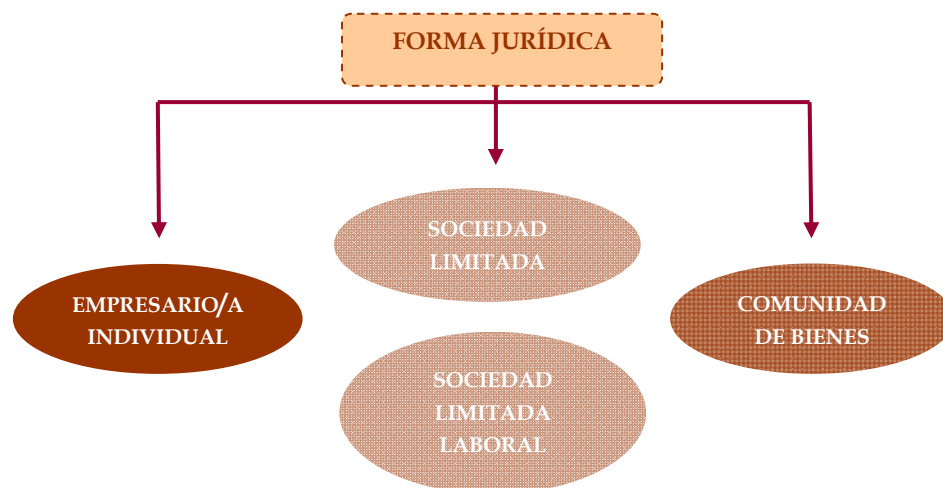 FORMA JURÍDICA
SOCIEDAD
LIMITADA
EMPRESARIO/A
INDIVIDUAL
COMUNIDAD
DE BIENES
SOCIEDAD
LIMITADA
LABORAL